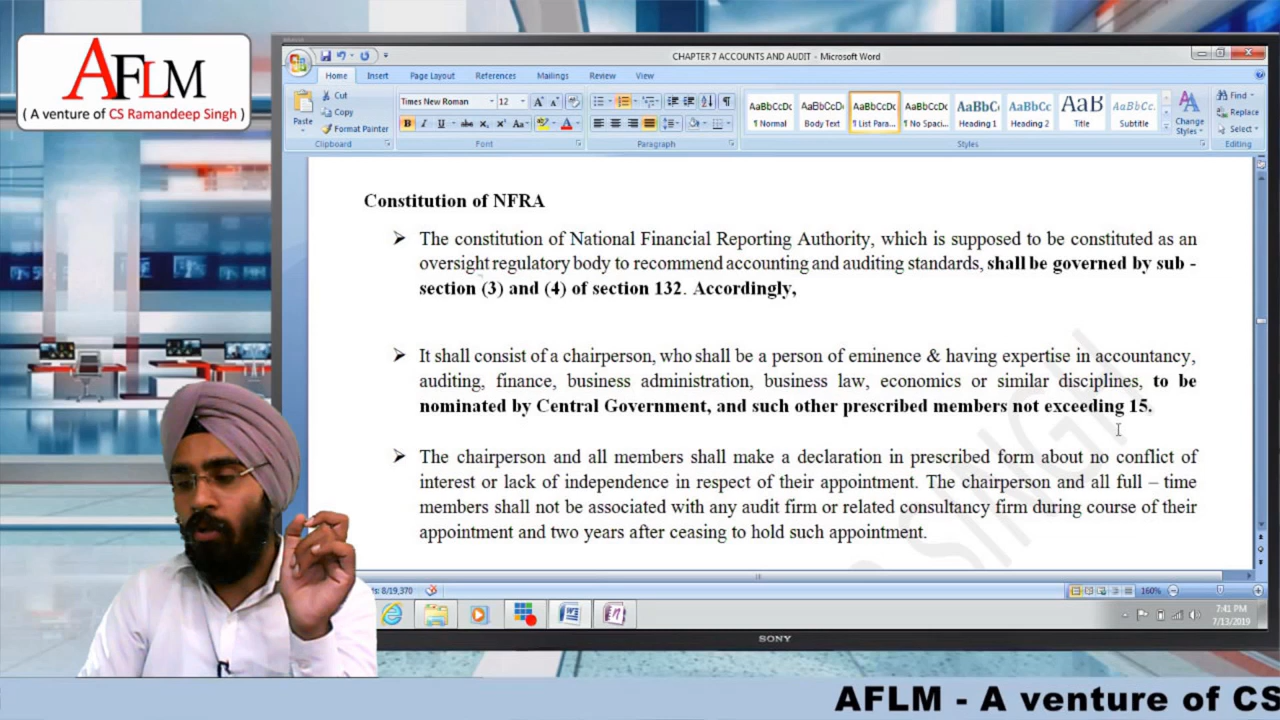 AFLM
( A venture of CS Ramandeep Singh )
CHAPTER 7 ACCOUNTS AND AUDIT - Microsoft Word
Home Insert Page Layout References Mailings Review View
Paste
Cut
Copy
Format Painter
Times New Roman 12
AaBbCcDc AaBbCcDc AaBbCcDc AaBbCcDc AaBbC AaBbCc AaB AaBbCc.
¶ Normal Body Text ¶ List Para... ¶ No Spaci... Heading 1 Heading 2 Title Subtitle
Change
Styles
Find
Replace
Select
Clipboard Font Paragraph Styles Editing
Constitution of NFRA
➢ The constitution of National Financial Reporting Authority, which is supposed to be constituted as an
oversight regulatory body to recommend accounting and auditing standards, shall be governed by sub -
section (3) and (4) of section 132. Accordingly,
➢ It shall consist of a chairperson, who shall be a person of eminence & having expertise in accountancy,
auditing, finance, business administration, business law, economics or similar disciplines, to be
nominated by Central Government, and such other prescribed members not exceeding 15.
➢ The chairperson and all members shall make a declaration in prescribed form about no conflict of
interest or lack of independence in respect of their appointment. The chairperson and all full – time
members shall not be associated with any audit firm or related consultancy firm during course of their
appointment and two years after ceasing to hold such appointment.
SINGH
8/19,370
160%
7:41 PM
7/13/2019
SONY
AFLM - A venture of CS